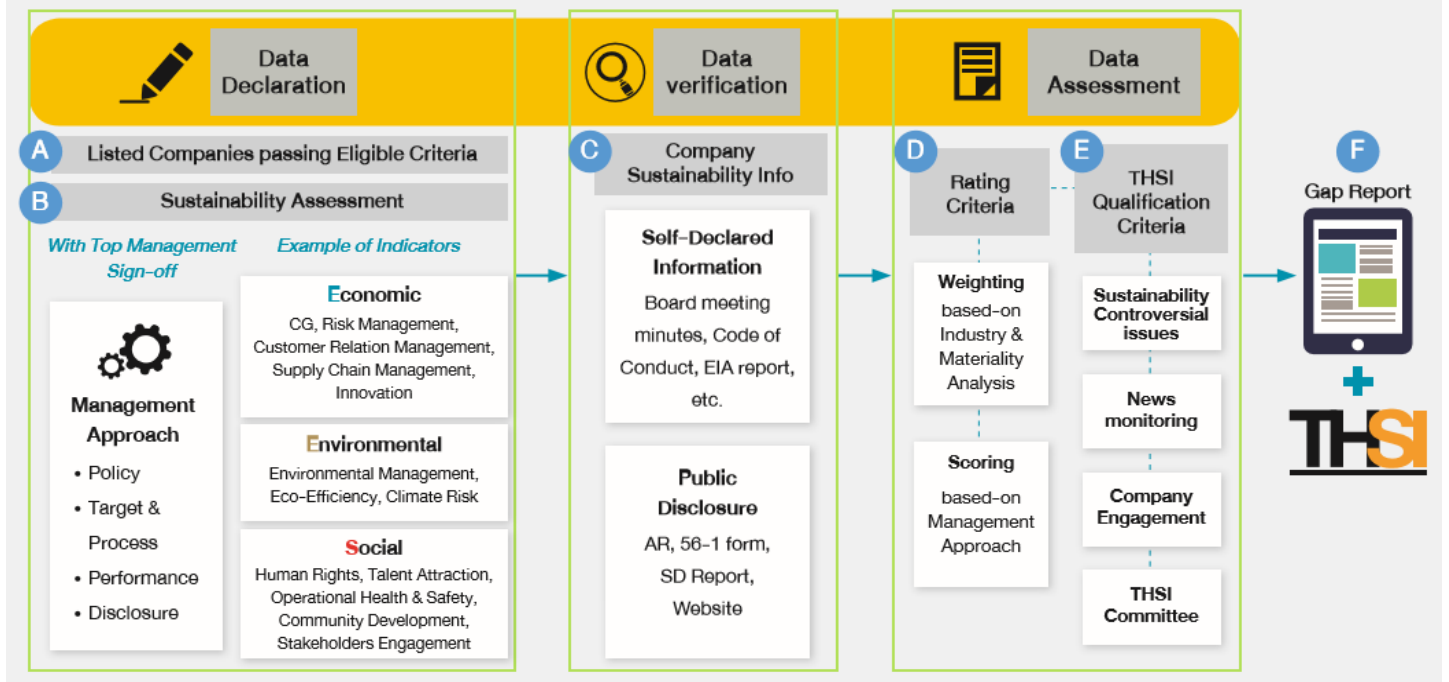 Data
Declaration
Data
verification
Data
Assessment
A
Listed Companies passing Eligible Criteria
B
Sustainability Assessment
With Top Management
Sign-off
Management
Approach
• Policy
• Target &
Process
• Performance
• Disclosure
Example of Indicators
Economic
CG, Risk Management,
Customer Relation Management,
Supply Chain Management,
Innovation
Environmental
Environmental Management,
Eco-Efficiency, Climate Risk
Social
Human Rights, Talent Attraction,
Operational Health & Safety,
Community Development,
Stakeholders Engagement
C
Company
Sustainability Info
Self-Declared
Information
Board meeting
minutes, Code of
Conduct, EIA report,
etc.
Public
Disclosure
AR, 56-1 form,
SD Report,
Website
D
Rating
Criteria
Weighting
based-on
Industry &
Materiality
Analysis
Scoring
based-on
Management
Approach
E
THSI
Qualification
Criteria
Sustainability
Controversial
issues
News
monitoring
Company
Engagement
THSI
Committee
F
Gap Report
THSI